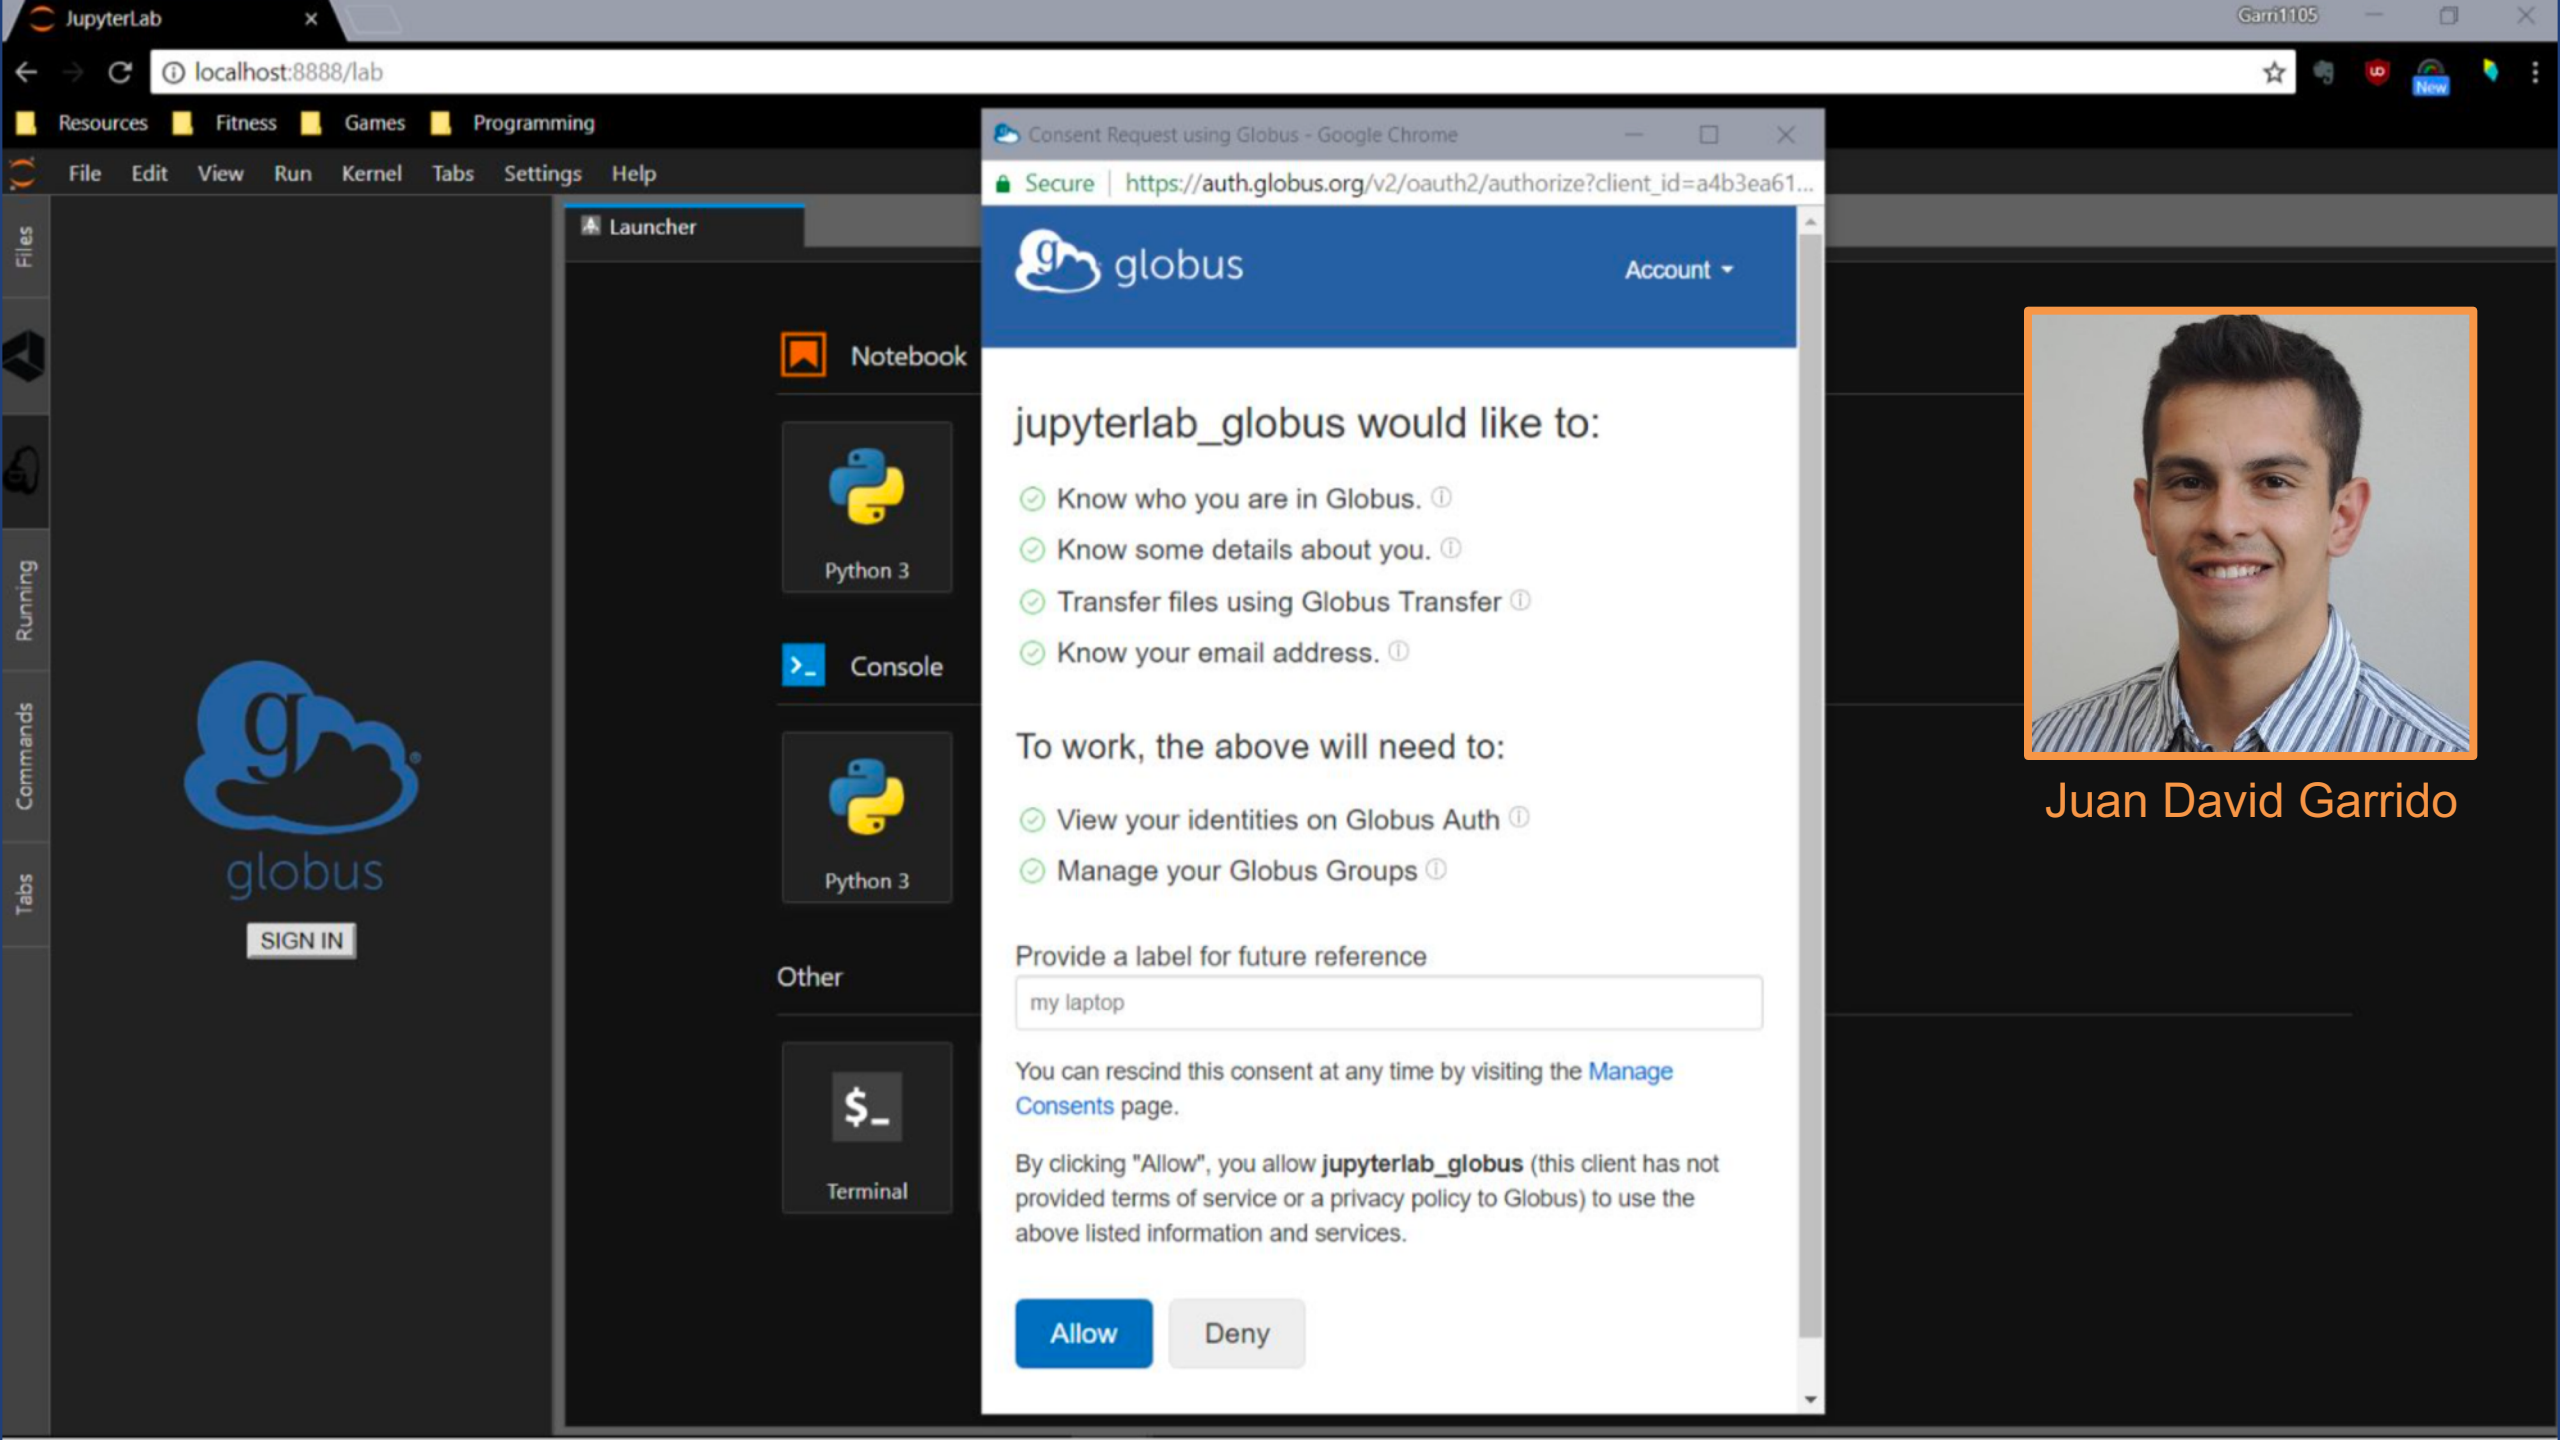 JupyterLab
Garri1105
localhost:8888/lab
New
Resources
Fitness
Games
Programming
File
Edit
View
Run
Kernel
Tabs
Settings
Help
Files
Running
Commands
Tabs
globus
SIGN IN
Launcher
Notebook
Python 3
Console
Python 3
Other
$_
Terminal
Consent Request using Globus - Google Chrome
Secure | https://auth.globus.org/v2/oauth2/authorize?client_id=a4b3ea61...
globus
Account
jupyterlab_globus would like to:
Know who you are in Globus.
Know some details about you.
Transfer files using Globus Transfer
Know your email address.
To work, the above will need to:
View your identities on Globus Auth
Manage your Globus Groups
Provide a label for future reference
my laptop
You can rescind this consent at any time by visiting the Manage
Consents page.
By clicking "Allow", you allow jupyterlab_globus (this client has not
provided terms of service or a privacy policy to Globus) to use the
above listed information and services.
Allow
Deny
Juan David Garrido